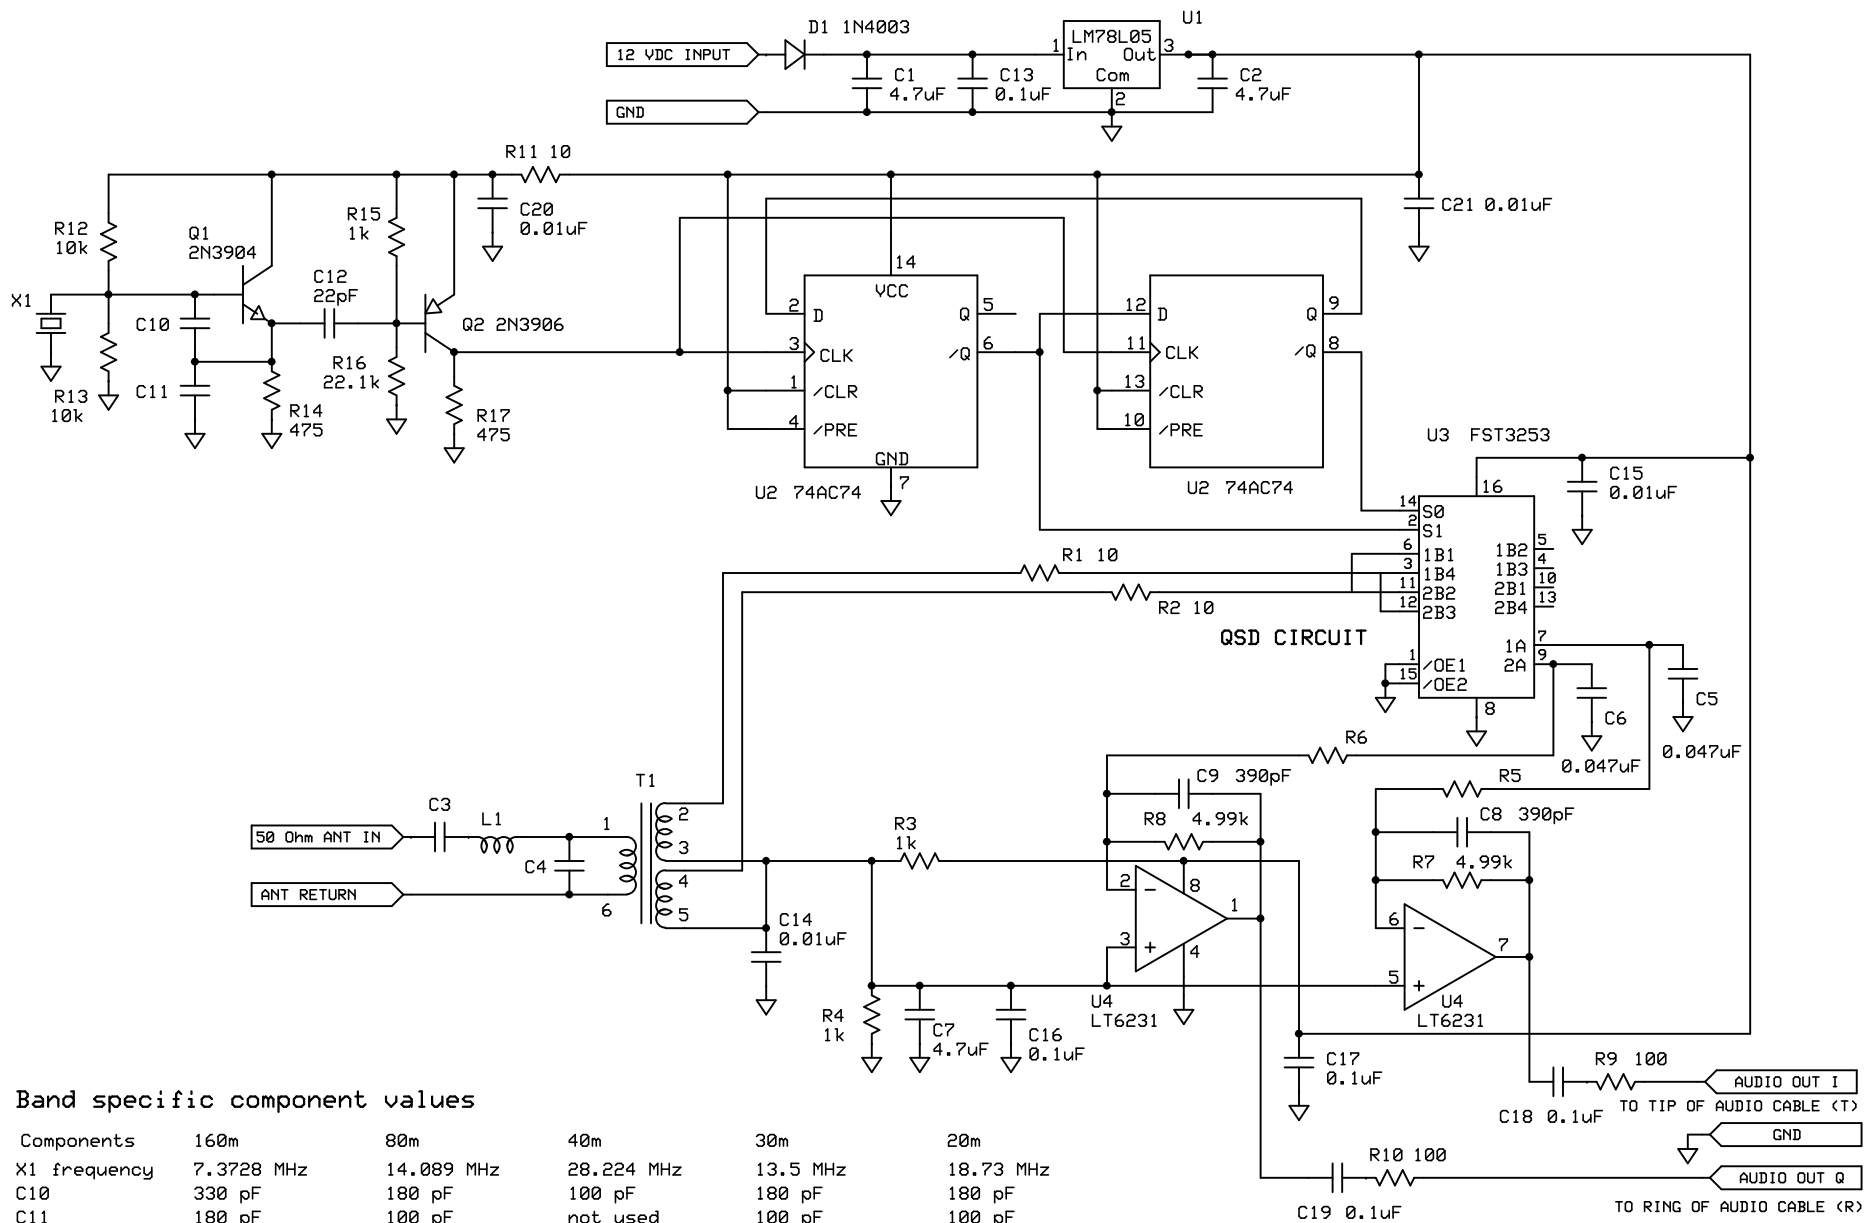 D1 1N4003
U1
12 VDC INPUT
1
LM78L05
In Out
Com
3
2
C1
4.7uF
C13
0.1uF
C2
4.7uF
GND
R11 10
R12
10k
Q1
2N3904
R15
1k
C20
0.01uF
C21 0.01uF
X1
C12
22pF
C10
Q2 2N3906
R13
10k
C11
R14
475
R16
22.1k
R17
475
14
VCC
2 D
3 CLK
1 /CLR
4 /PRE
Q 5
/Q 6
GND
7
U2 74AC74
12 D
11 CLK
13 /CLR
10 /PRE
Q 9
/Q 8
U2 74AC74
U3 FST3253
16
C15
0.01uF
14 S0
2 S1
6 1B1
3 1B4
11 2B2
12 2B3
1 /OE1
15 /OE2
1B2 5
1B3 4
2B1 10
2B4 13
1A 7
2A 9
8
R1 10
R2 10
QSD CIRCUIT
C5
0.047uF
C6
0.047uF
R6
C9 390pF
R8 4.99k
R5
C8 390pF
R7 4.99k
T1
C3
L1
50 Ohm ANT IN
C4
ANT RETURN
1
6
2
3
4
5
R3
1k
C14
0.01uF
2 -
3 +
8
4
1
U4
LT6231
6 -
5 +
7
U4
LT6231
R4
1k
C7
4.7uF
C16
0.1uF
C17
0.1uF
R9 100
AUDIO OUT I
C18 0.1uF
TO TIP OF AUDIO CABLE (T)
GND
R10 100
AUDIO OUT Q
C19 0.1uF
TO RING OF AUDIO CABLE (R)
Band specific component values
Components 160m 80m 40m 30m 20m
X1 frequency 7.3728 MHz 14.089 MHz 28.224 MHz 13.5 MHz 18.73 MHz
C10 330 pF 180 pF 100 pF 180 pF 180 pF
C11 180 pF 100 pF not used 100 pF 100 pF